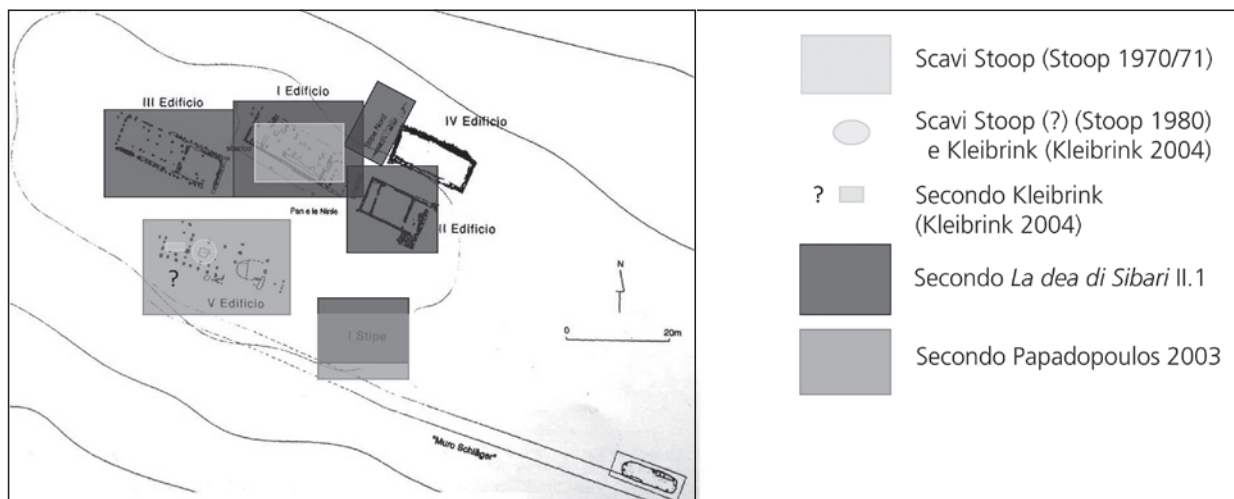 I Edificio
III Edificio
IV Edificio
Stipe Nord
Pan e le Ninfe
II Edificio
?
V Edificio
I Stipe
N
0 20m
"Muro Schläger"
Scavi Stoop (Stoop 1970/71)
Scavi Stoop (?) (Stoop 1980)
e Kleibrink (Kleibrink 2004)
? Secondo Kleibrink
(Kleibrink 2004)
Secondo La dea di Sibari II.1
Secondo Papadopoulos 2003